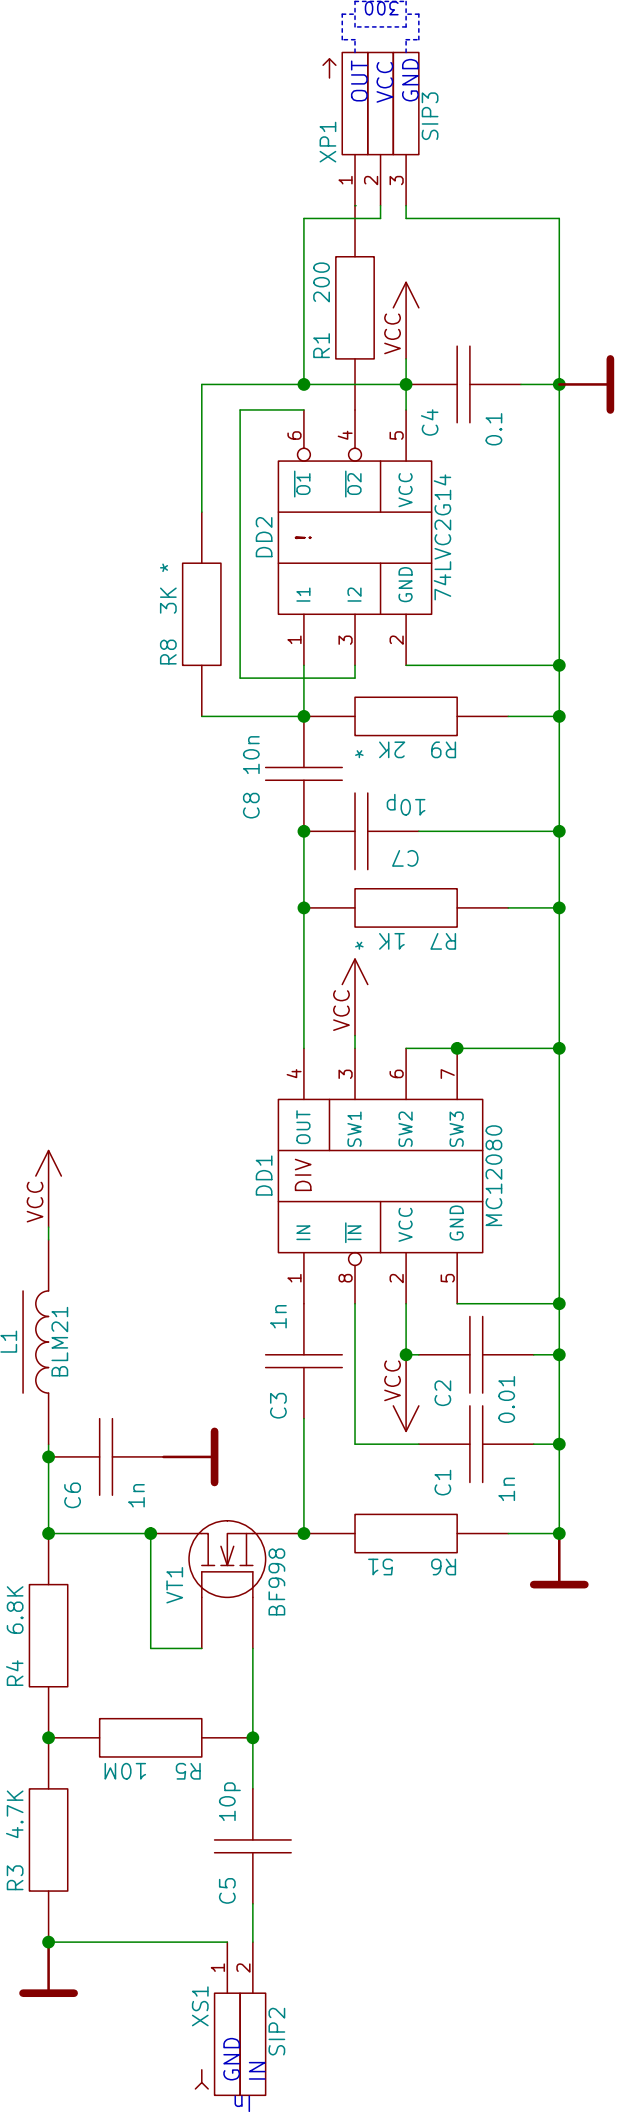 300
OUT
VCC
GND
XP1
SIP3
1
2
3
R1 200
VCC
C4
0.1
6
4
5
O1
O2
VCC
DD2
!
74LVC2G14
I1
I2
GND
1
3
2
R8 3K *
R9 2K *
C8 10n
10p
C7
R7 1K *
VCC
4
3
6
7
OUT
SW1
SW2
SW3
DD1
DIV
MC12080
IN
IN
VCC
GND
1
8
2
5
VCC
L1
BLM21
C3 1n
VCC
C2
0.01
C1
1n
C6
1n
VT1
BF998
R6 51
R4 6.8K
R5 10M
R3 4.7K
C5 10p
1
2
XS1
SIP2
GND
IN